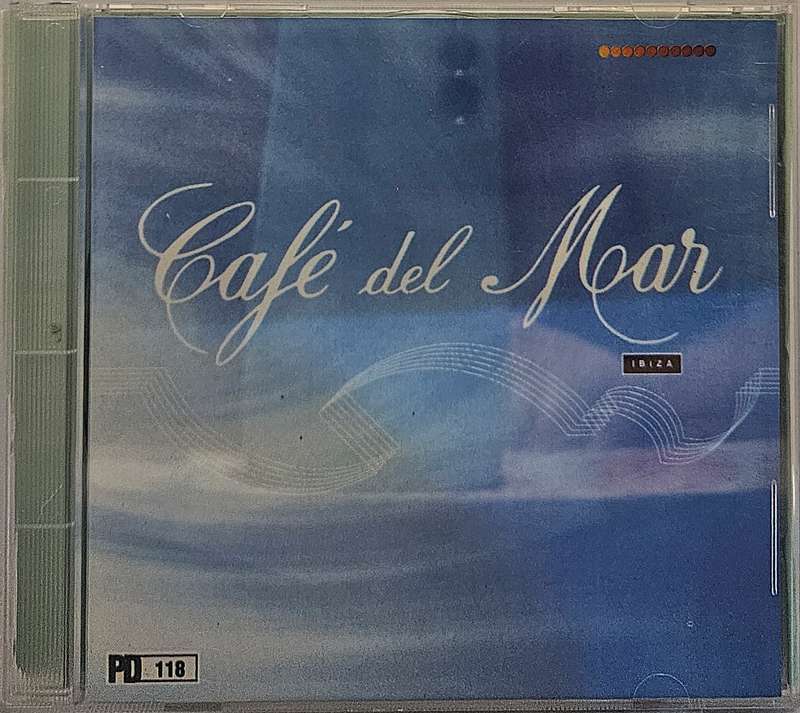 Café del Mar
IBIZA
PD 118